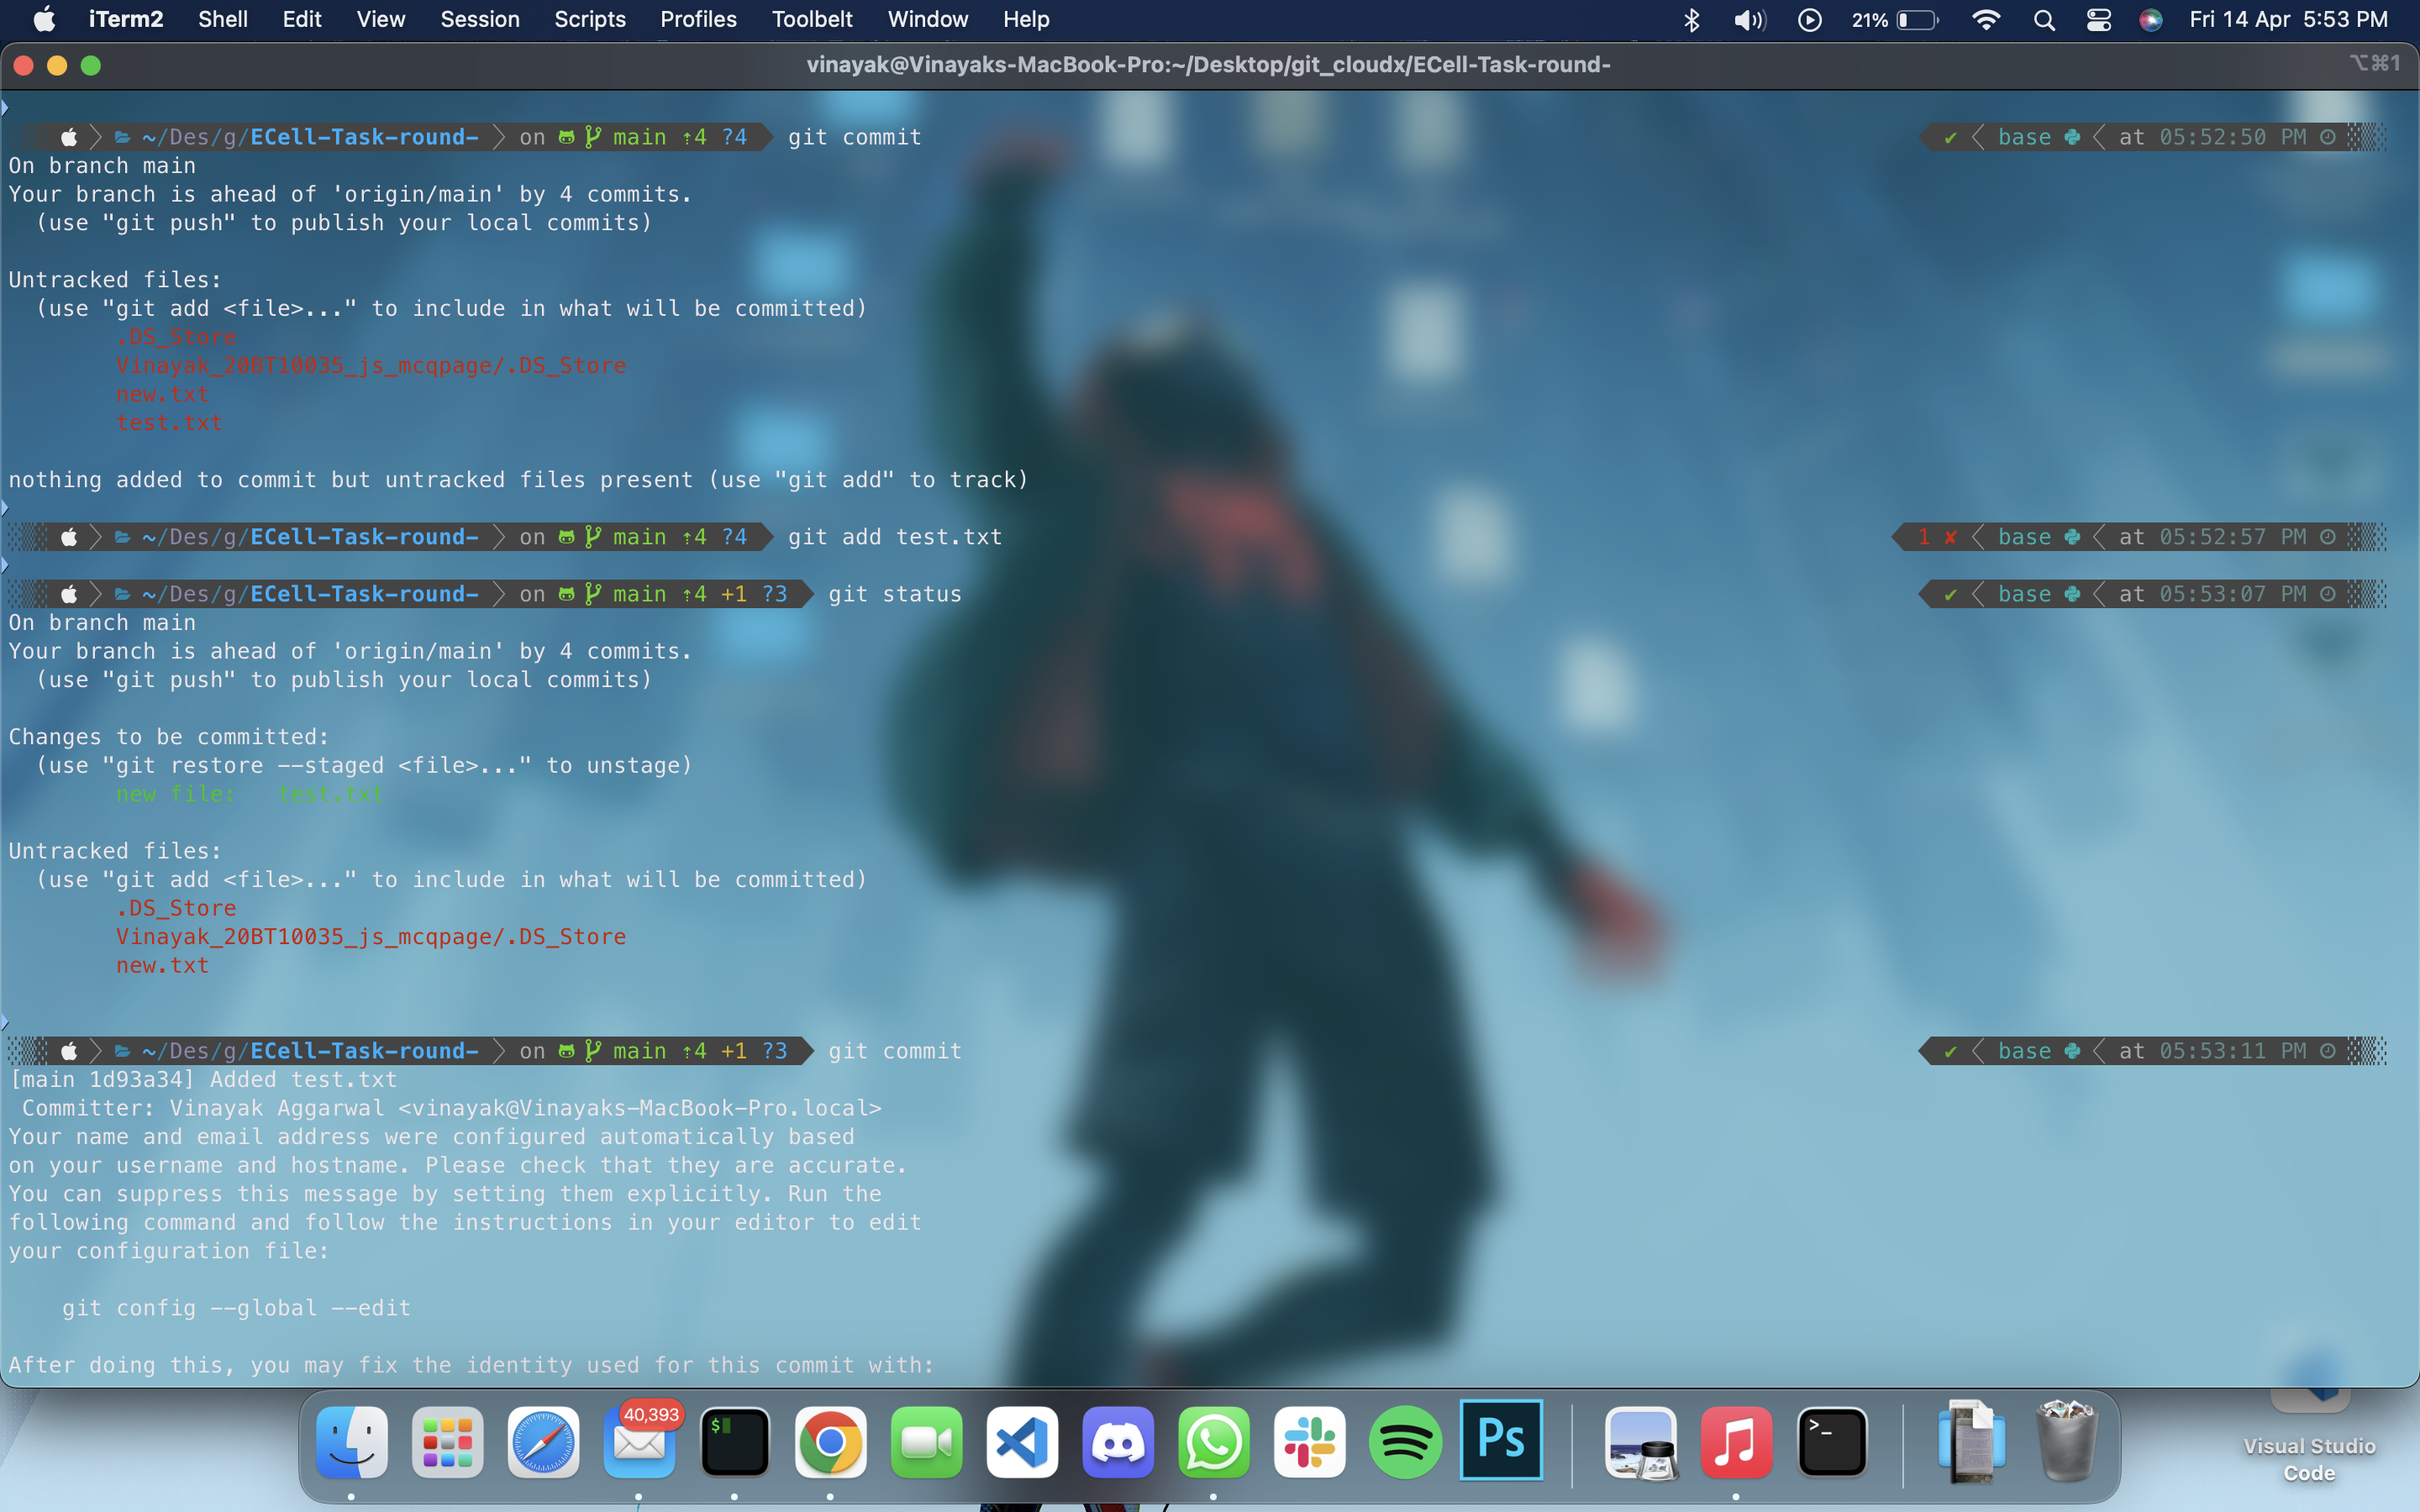 iTerm2 Shell Edit View Session Scripts Profiles Toolbelt Window Help 21% Fri 14 Apr 5:53 PM
vinayak@Vinayaks-MacBook-Pro:~/Desktop/git_cloudx/ECell-Task-round- ⌥⌘1
~/Des/g/ECell-Task-round- on main ⇡4 ?4 git commit ✔ base at 05:52:50 PM
On branch main
Your branch is ahead of 'origin/main' by 4 commits.
(use "git push" to publish your local commits)
Untracked files:
(use "git add <file>..." to include in what will be committed)
.DS_Store
Vinayak_20BT10035_js_mcqpage/.DS_Store
new.txt
test.txt
nothing added to commit but untracked files present (use "git add" to track)
~/Des/g/ECell-Task-round- on main ⇡4 ?4 git add test.txt 1 ✘ base at 05:52:57 PM
~/Des/g/ECell-Task-round- on main ⇡4 +1 ?3 git status ✔ base at 05:53:07 PM
On branch main
Your branch is ahead of 'origin/main' by 4 commits.
(use "git push" to publish your local commits)
Changes to be committed:
(use "git restore --staged <file>..." to unstage)
new file:   test.txt
Untracked files:
(use "git add <file>..." to include in what will be committed)
.DS_Store
Vinayak_20BT10035_js_mcqpage/.DS_Store
new.txt
~/Des/g/ECell-Task-round- on main ⇡4 +1 ?3 git commit ✔ base at 05:53:11 PM
[main 1d93a34] Added test.txt
Committer: Vinayak Aggarwal <vinayak@Vinayaks-MacBook-Pro.local>
Your name and email address were configured automatically based
on your username and hostname. Please check that they are accurate.
You can suppress this message by setting them explicitly. Run the
following command and follow the instructions in your editor to edit
your configuration file:
git config --global --edit
After doing this, you may fix the identity used for this commit with:
40,393
$
Ps
>_
Visual Studio
Code